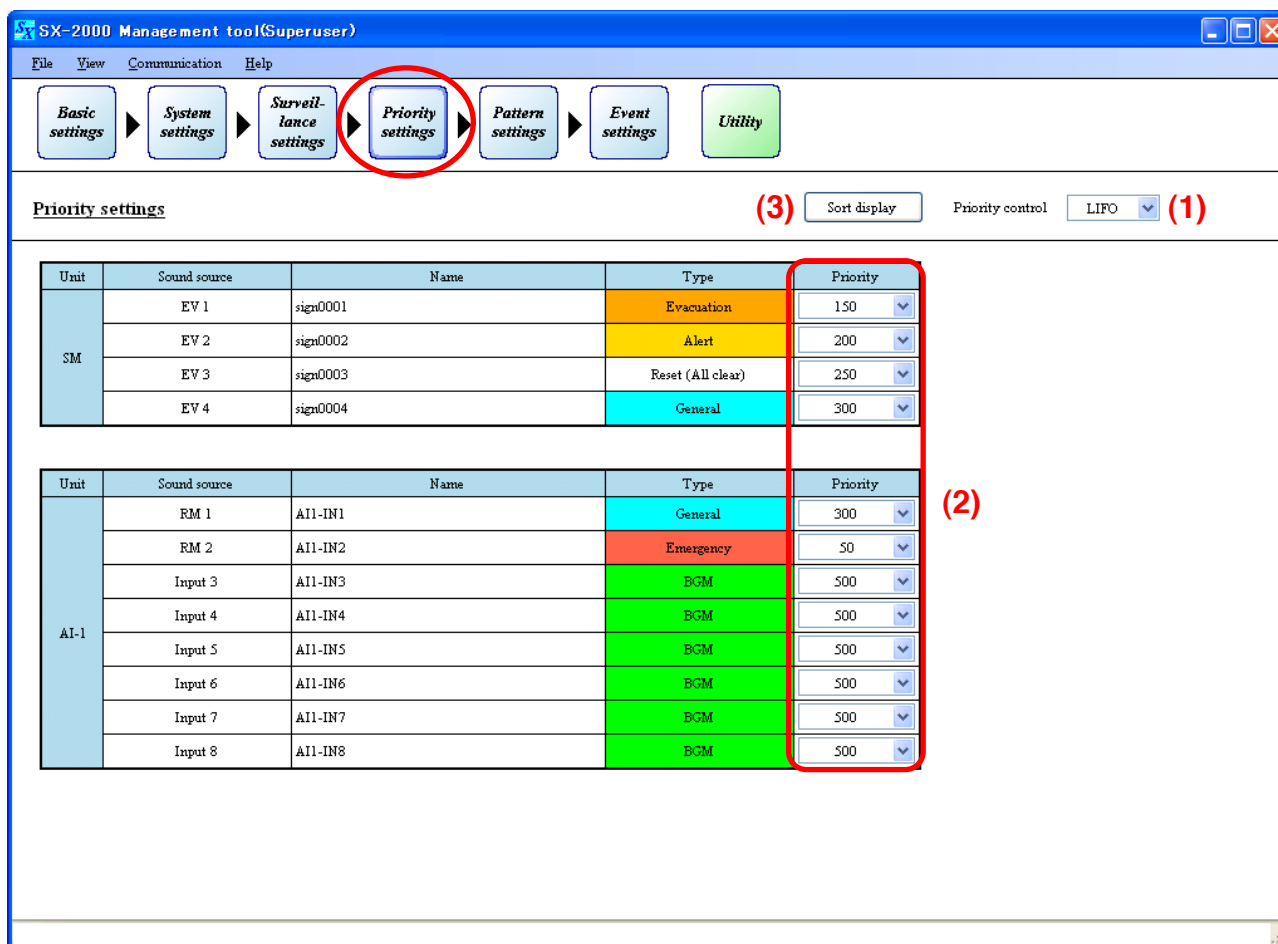 SX-2000 Management tool(Superuser)
File View Communication Help
Basic settings
System settings
Surveil-lance settings
Priority settings
Pattern settings
Event settings
Utility
Priority settings
(3) Sort display Priority control LIFO (1)
Unit Sound source Name Type Priority
SM
EV 1 sign0001 Evacuation 150
EV 2 sign0002 Alert 200
EV 3 sign0003 Reset (All clear) 250
EV 4 sign0004 General 300
Unit Sound source Name Type Priority
(2)
AI-1
RM 1 AI1-IN1 General 300
RM 2 AI1-IN2 Emergency 50
Input 3 AI1-IN3 BGM 500
Input 4 AI1-IN4 BGM 500
Input 5 AI1-IN5 BGM 500
Input 6 AI1-IN6 BGM 500
Input 7 AI1-IN7 BGM 500
Input 8 AI1-IN8 BGM 500